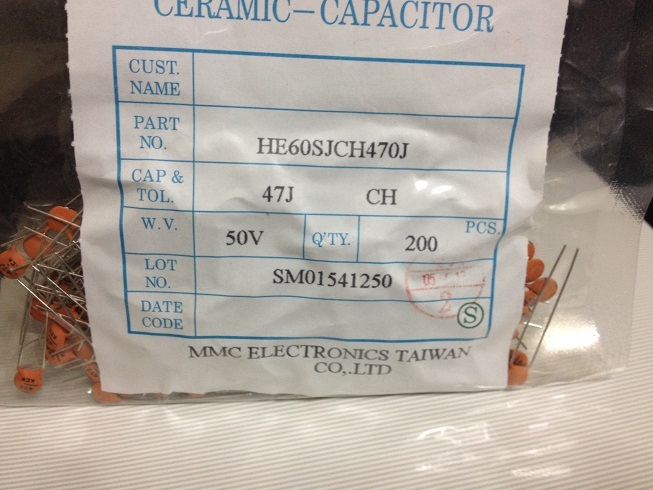 CERAMIC-CAPACITOR
CUST.
NAME
PART
NO.
HE60SJCH470J
CAP &
TOL.
47J CH
W.V.
50V
Q'TY.
200
PCS.
LOT
NO.
SM01541250
DATE
CODE
2
S
MMC ELECTRONICS TAIWAN
CO,.LTD